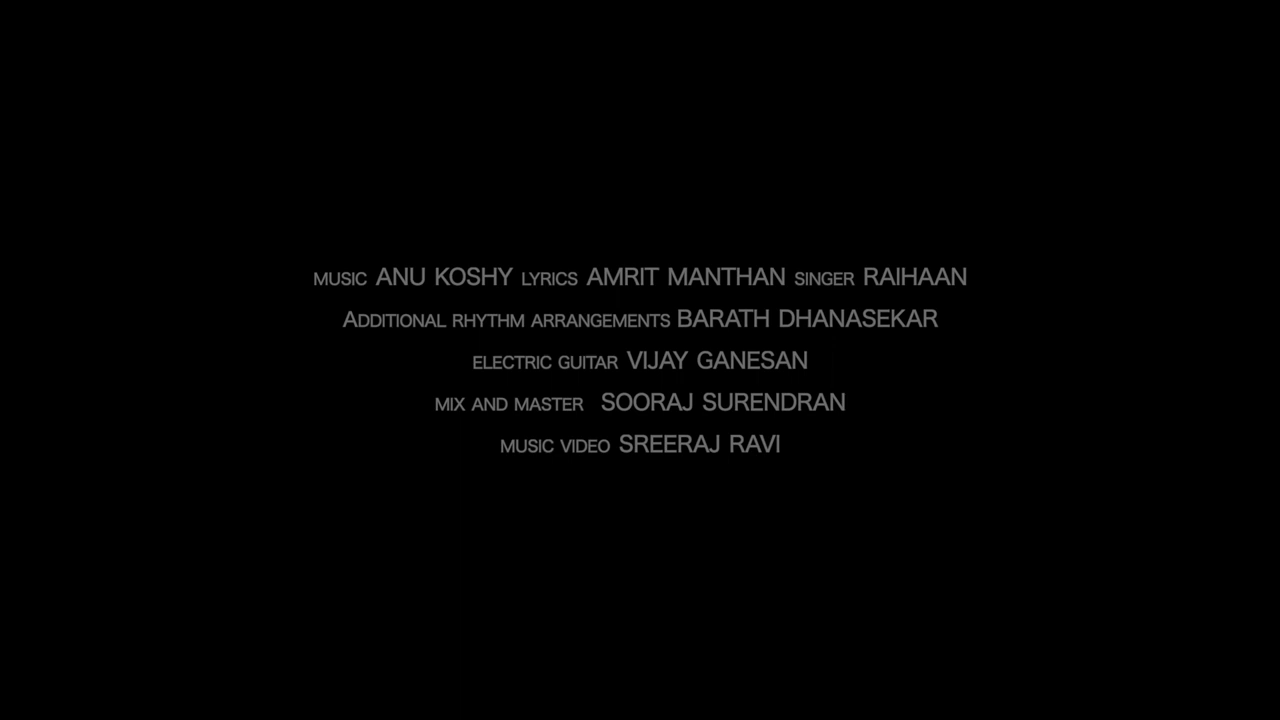 MUSIC ANU KOSHY LYRICS AMRIT MANTHAN SINGER RAIHAAN
ADDITIONAL RHYTHM ARRANGEMENTS BARATH DHANASEKAR
ELECTRIC GUITAR VIJAY GANESAN
MIX AND MASTER SOORAJ SURENDRAN
MUSIC VIDEO SREERAJ RAVI